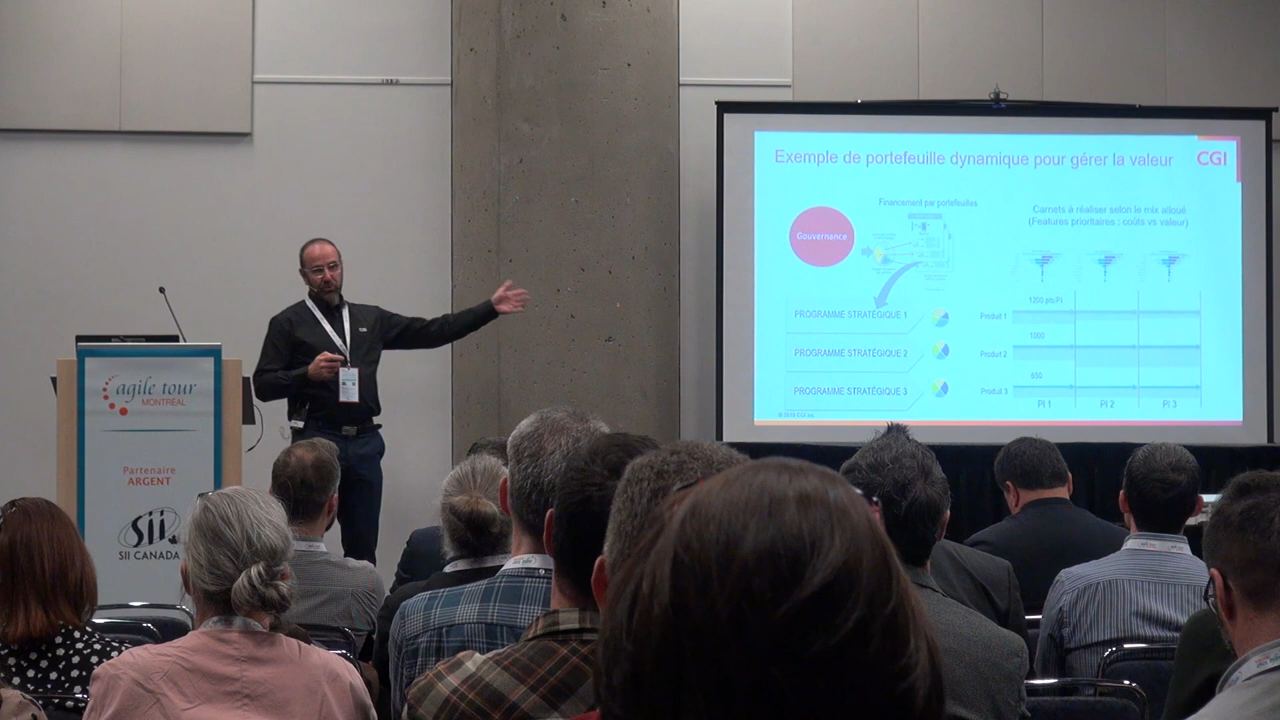 Exemple de portefeuille dynamique pour gérer la valeur
CGI
Financement par portefeuilles
Gouvernance
Carnets à réaliser selon le mix alloué
(Features prioritaires : coûts vs valeur)
PROGRAMME STRATÉGIQUE 1
PROGRAMME STRATÉGIQUE 2
PROGRAMME STRATÉGIQUE 3
1200 pts/PI
Produit 1
1000
Produit 2
650
Produit 3
PI 1
PI 2
PI 3
agile tour
MONTRÉAL
Partenaire
ARGENT
Sii
SII CANADA